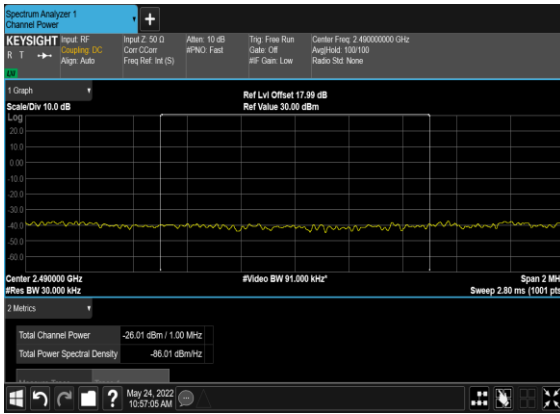 Spectrum Analyzer 1
Channel Power
+
KEYSIGHT
R T
LW
Input: RF
Coupling: DC
Align: Auto
Input Z: 50 Ω
Corr CCorr
Freq Ref: Int (S)
Atten: 10 dB
#PNO: Fast
Trig: Free Run
Gate: Off
#IF Gain: Low
Center Freq: 2.490000000 GHz
Avg|Hold: 100/100
Radio Std: None
1 Graph
Scale/Div 10.0 dB
Ref Lvl Offset 17.99 dB
Ref Value 30.00 dBm
Log
20.0
10.0
0.00
-10.0
-20.0
-30.0
-40.0
-50.0
-60.0
Center 2.490000 GHz
#Video BW 91.000 kHz*
Span 2 MH
#Res BW 30.000 kHz
Sweep 2.80 ms (1001 pts
2 Metrics
Total Channel Power -26.01 dBm / 1.00 MHz
Total Power Spectral Density -86.01 dBm/Hz
?
May 24, 2022
10:57:05 AM